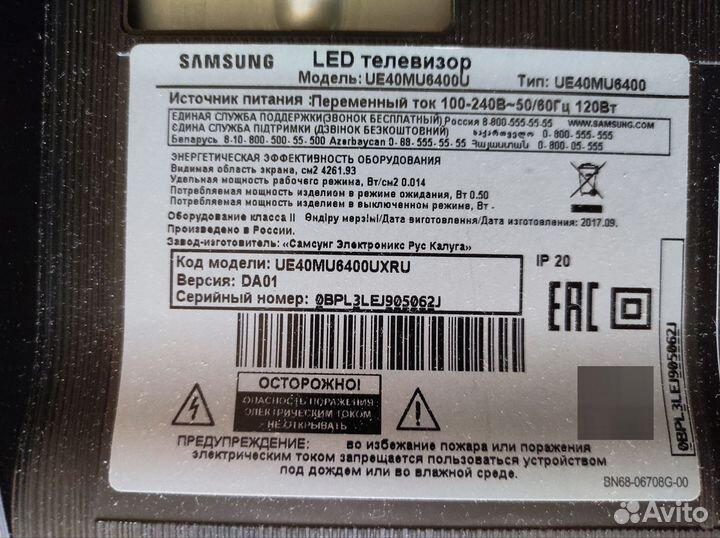 SAMSUNG LED телевизор
Модель: UE40MU6400U Тип: UE40MU6400
Источник питания :Переменный ток 100-240В~50/60Гц 120Вт
ЕДИНАЯ СЛУЖБА ПОДДЕРЖКИ(ЗВОНОК БЕСПЛАТНЫЙ)Россия 8-800-555-55-55 WWW.SAMSUNG.COM
ЄДИНА СЛУЖБА ПІДТРИМКИ (ДЗВІНОК БЕЗКОШТОВНИЙ) საქართველო 0-800-555-555
Беларусь 8-10-800-500-55-500 Azərbaycan 0-88-555-55-55 Հայաստան 0-800-05-555
ЭНЕРГЕТИЧЕСКАЯ ЭФФЕКТИВНОСТЬ ОБОРУДОВАНИЯ
Видимая область экрана, см2 4261.93
Удельная мощность рабочего режима, Вт/см2 0.014
Потребляемая мощность изделием в режиме ожидания, Вт 0.50
Потребляемая мощность изделием в выключенном режиме, Вт -
Оборудование класса II Өндіру мерзімі/Дата виготовлення/Дата изготовления: 2017.09.
Произведено в России.
Завод-изготовитель: «Самсунг Электроникс Рус Калуга»
Код модели: UE40MU6400UXRU
Версия: DA01
Серийный номер: 0BPL3LEJ905062J
IP 20
EAC
0BPL3LEJ905062J
ОСТОРОЖНО!
ОПАСНОСТЬ ПОРАЖЕНИЯ
ЭЛЕКТРИЧЕСКИМ ТОКОМ
НЕ ОТКРЫВАТЬ
ПРЕДУПРЕЖДЕНИЕ: во избежание пожара или поражения
электрическим током запрещается пользоваться устройством
под дождем или во влажной среде.
BN68-06708G-00
Avito